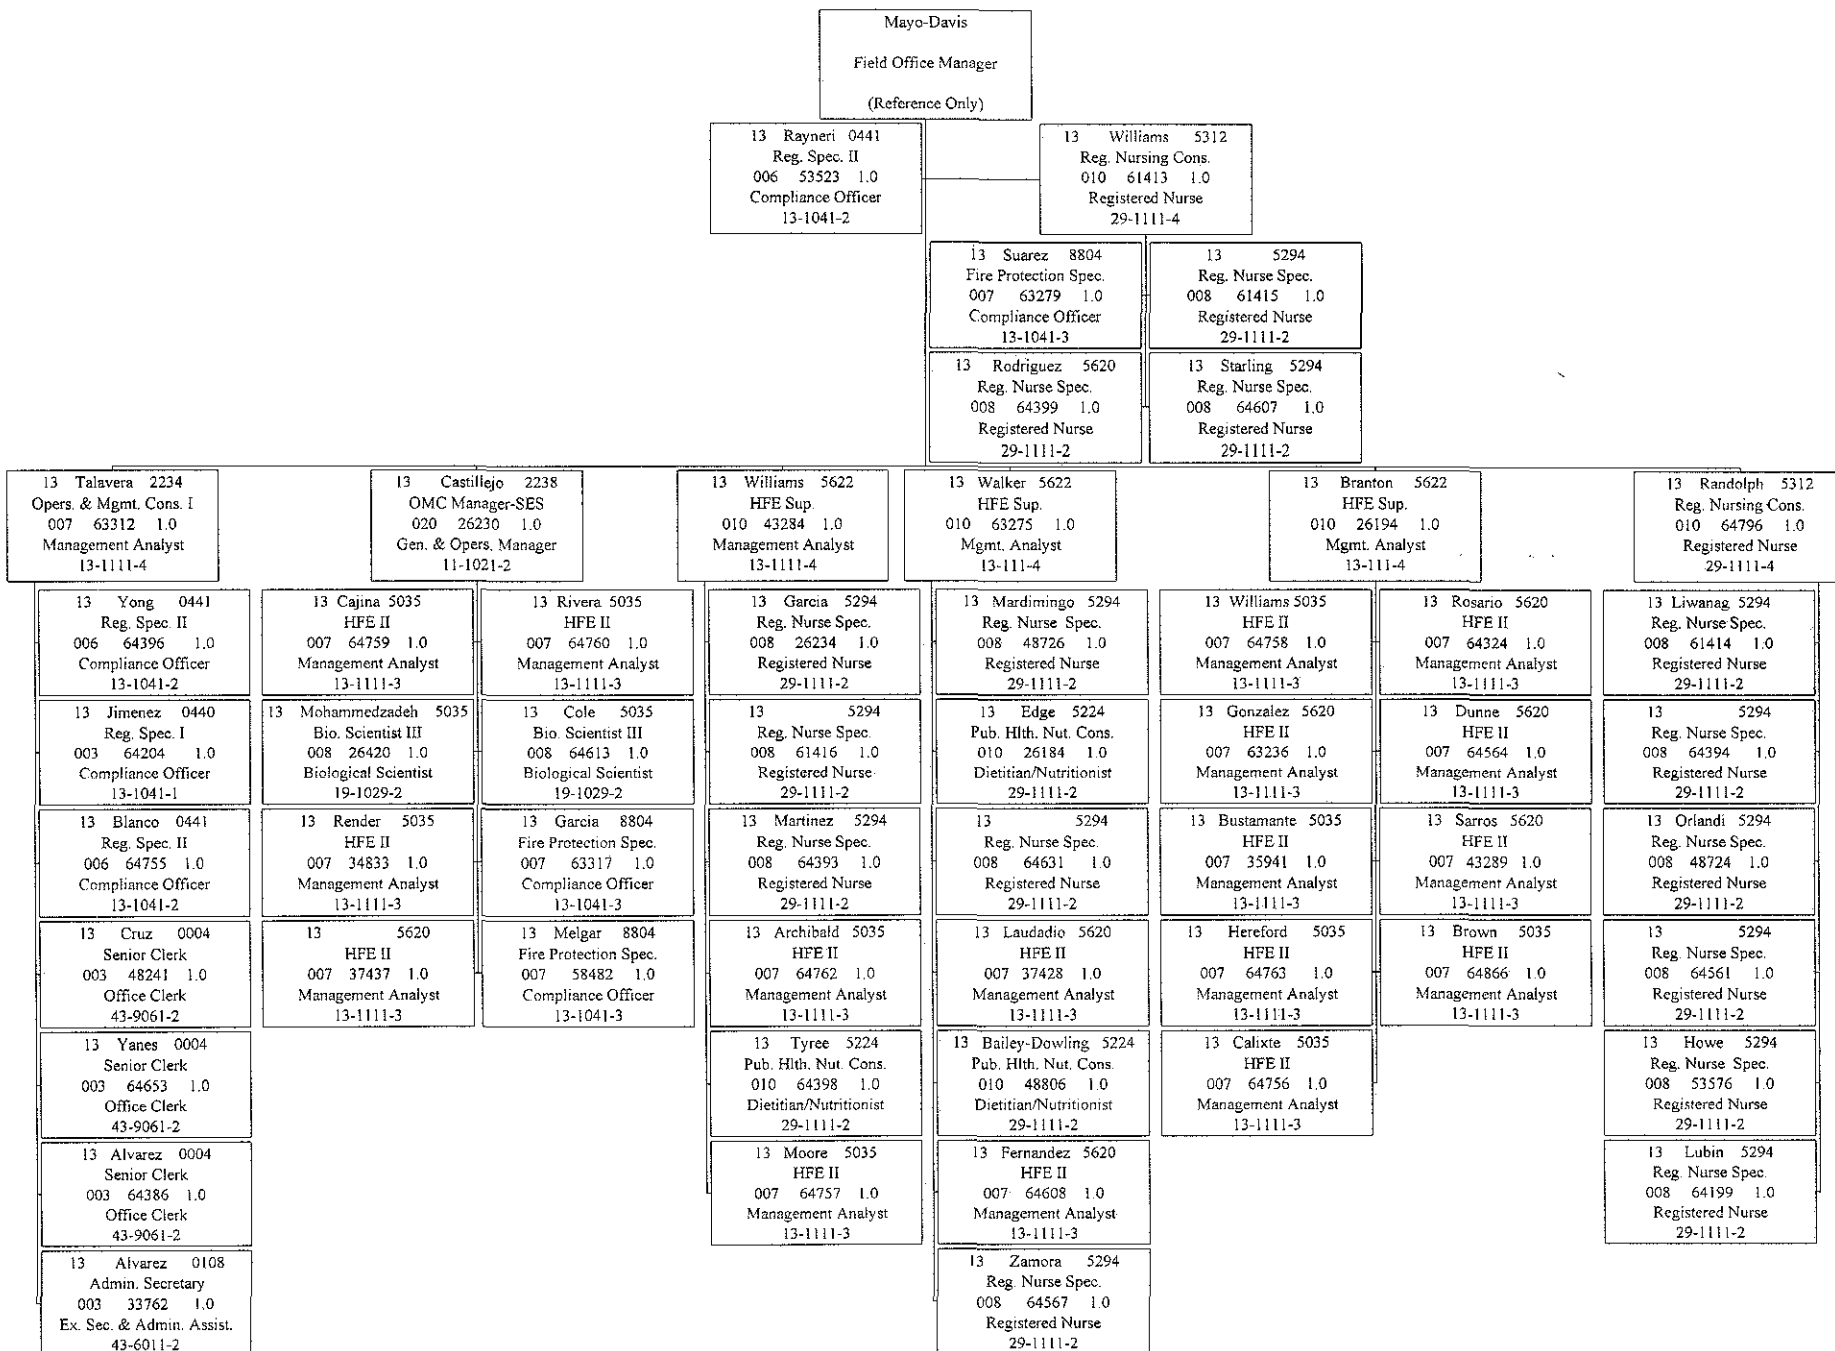 Mayo-Davis
Field Office Manager
(Reference Only)
13 Rayneri 0441
Reg. Spec. II
006 53523 1.0
Compliance Officer
13-1041-2
13 Williams 5312
Reg. Nursing Cons.
010 61413 1.0
Registered Nurse
29-1111-4
13 Suarez 8804
Fire Protection Spec.
007 63279 1.0
Compliance Officer
13-1041-3
13 5294
Reg. Nurse Spec.
008 61415 1.0
Registered Nurse
29-1111-2
13 Rodriguez 5620
Reg. Nurse Spec.
008 64399 1.0
Registered Nurse
29-1111-2
13 Starling 5294
Reg. Nurse Spec.
008 64607 1.0
Registered Nurse
29-1111-2
13 Talavera 2234
Opers. & Mgmt. Cons. I
007 63312 1.0
Management Analyst
13-1111-4
13 Castillejo 2238
OMC Manager-SES
020 26230 1.0
Gen. & Opers. Manager
11-1021-2
13 Williams 5622
HFE Sup.
010 43284 1.0
Management Analyst
13-1111-4
13 Walker 5622
HFE Sup.
010 63275 1.0
Mgmt. Analyst
13-111-4
13 Branton 5622
HFE Sup.
010 26194 1.0
Mgmt. Analyst
13-111-4
13 Randolph 5312
Reg. Nursing Cons.
010 64796 1.0
Registered Nurse
29-1111-4
13 Yong 0441
Reg. Spec. II
006 64396 1.0
Compliance Officer
13-1041-2
13 Jimenez 0440
Reg. Spec. I
003 64204 1.0
Compliance Officer
13-1041-1
13 Blanco 0441
Reg. Spec. II
006 64755 1.0
Compliance Officer
13-1041-2
13 Cruz 0004
Senior Clerk
003 48241 1.0
Office Clerk
43-9061-2
13 Yanes 0004
Senior Clerk
003 64653 1.0
Office Clerk
43-9061-2
13 Alvarez 0004
Senior Clerk
003 64386 1.0
Office Clerk
43-9061-2
13 Alvarez 0108
Admin. Secretary
003 33762 1.0
Ex. Sec. & Admin. Assist.
43-6011-2
13 Cajina 5035
HFE II
007 64759 1.0
Management Analyst
13-1111-3
13 Mohammedzadeh 5035
Bio. Scientist III
008 26420 1.0
Biological Scientist
19-1029-2
13 Render 5035
HFE II
007 34833 1.0
Management Analyst
13-1111-3
13 5620
HFE II
007 37437 1.0
Management Analyst
13-1111-3
13 Rivera 5035
HFE II
007 64760 1.0
Management Analyst
13-1111-3
13 Cole 5035
Bio. Scientist III
008 64613 1.0
Biological Scientist
19-1029-2
13 Garcia 8804
Fire Protection Spec.
007 63317 1.0
Compliance Officer
13-1041-3
13 Melgar 8804
Fire Protection Spec.
007 58482 1.0
Compliance Officer
13-1041-3
13 Garcia 5294
Reg. Nurse Spec.
008 26234 1.0
Registered Nurse
29-1111-2
13 5294
Reg. Nurse Spec.
008 61416 1.0
Registered Nurse
29-1111-2
13 Martinez 5294
Reg. Nurse Spec.
008 64393 1.0
Registered Nurse
29-1111-2
13 Archibald 5035
HFE II
007 64762 1.0
Management Analyst
13-1111-3
13 Tyree 5224
Pub. Hlth. Nut. Cons.
010 64398 1.0
Dietitian/Nutritionist
29-1111-2
13 Moore 5035
HFE II
007 64757 1.0
Management Analyst
13-1111-3
13 Mardimingo 5294
Reg. Nurse Spec.
008 48726 1.0
Registered Nurse
29-1111-2
13 Edge 5224
Pub. Hlth. Nut. Cons.
010 26184 1.0
Dietitian/Nutritionist
29-1111-2
13 5294
Reg. Nurse Spec.
008 64631 1.0
Registered Nurse
29-1111-2
13 Laudadio 5620
HFE II
007 37428 1.0
Management Analyst
13-1111-3
13 Bailey-Dowling 5224
Pub. Hlth. Nut. Cons.
010 48806 1.0
Dietitian/Nutritionist
29-1111-2
13 Fernandez 5620
HFE II
007 64608 1.0
Management Analyst
13-1111-3
13 Zamora 5294
Reg. Nurse Spec.
008 64567 1.0
Registered Nurse
29-1111-2
13 Williams 5035
HFE II
007 64758 1.0
Management Analyst
13-1111-3
13 Gonzalez 5620
HFE II
007 63236 1.0
Management Analyst
13-1111-3
13 Bustamante 5035
HFE II
007 35941 1.0
Management Analyst
13-1111-3
13 Hereford 5035
HFE II
007 64763 1.0
Management Analyst
13-1111-3
13 Calixte 5035
HFE II
007 64756 1.0
Management Analyst
13-1111-3
13 Rosario 5620
HFE II
007 64324 1.0
Management Analyst
13-1111-3
13 Dunne 5620
HFE II
007 64564 1.0
Management Analyst
13-1111-3
13 Sarros 5620
HFE II
007 43289 1.0
Management Analyst
13-1111-3
13 Brown 5035
HFE II
007 64866 1.0
Management Analyst
13-1111-3
13 Liwanag 5294
Reg. Nurse Spec.
008 61414 1.0
Registered Nurse
29-1111-2
13 5294
Reg. Nurse Spec.
008 64394 1.0
Registered Nurse
29-1111-2
13 Orlandi 5294
Reg. Nurse Spec.
008 48724 1.0
Registered Nurse
29-1111-2
13 5294
Reg. Nurse Spec.
008 64561 1.0
Registered Nurse
29-1111-2
13 Howe 5294
Reg. Nurse Spec.
008 53576 1.0
Registered Nurse
29-1111-2
13 Lubin 5294
Reg. Nurse Spec.
008 64199 1.0
Registered Nurse
29-1111-2